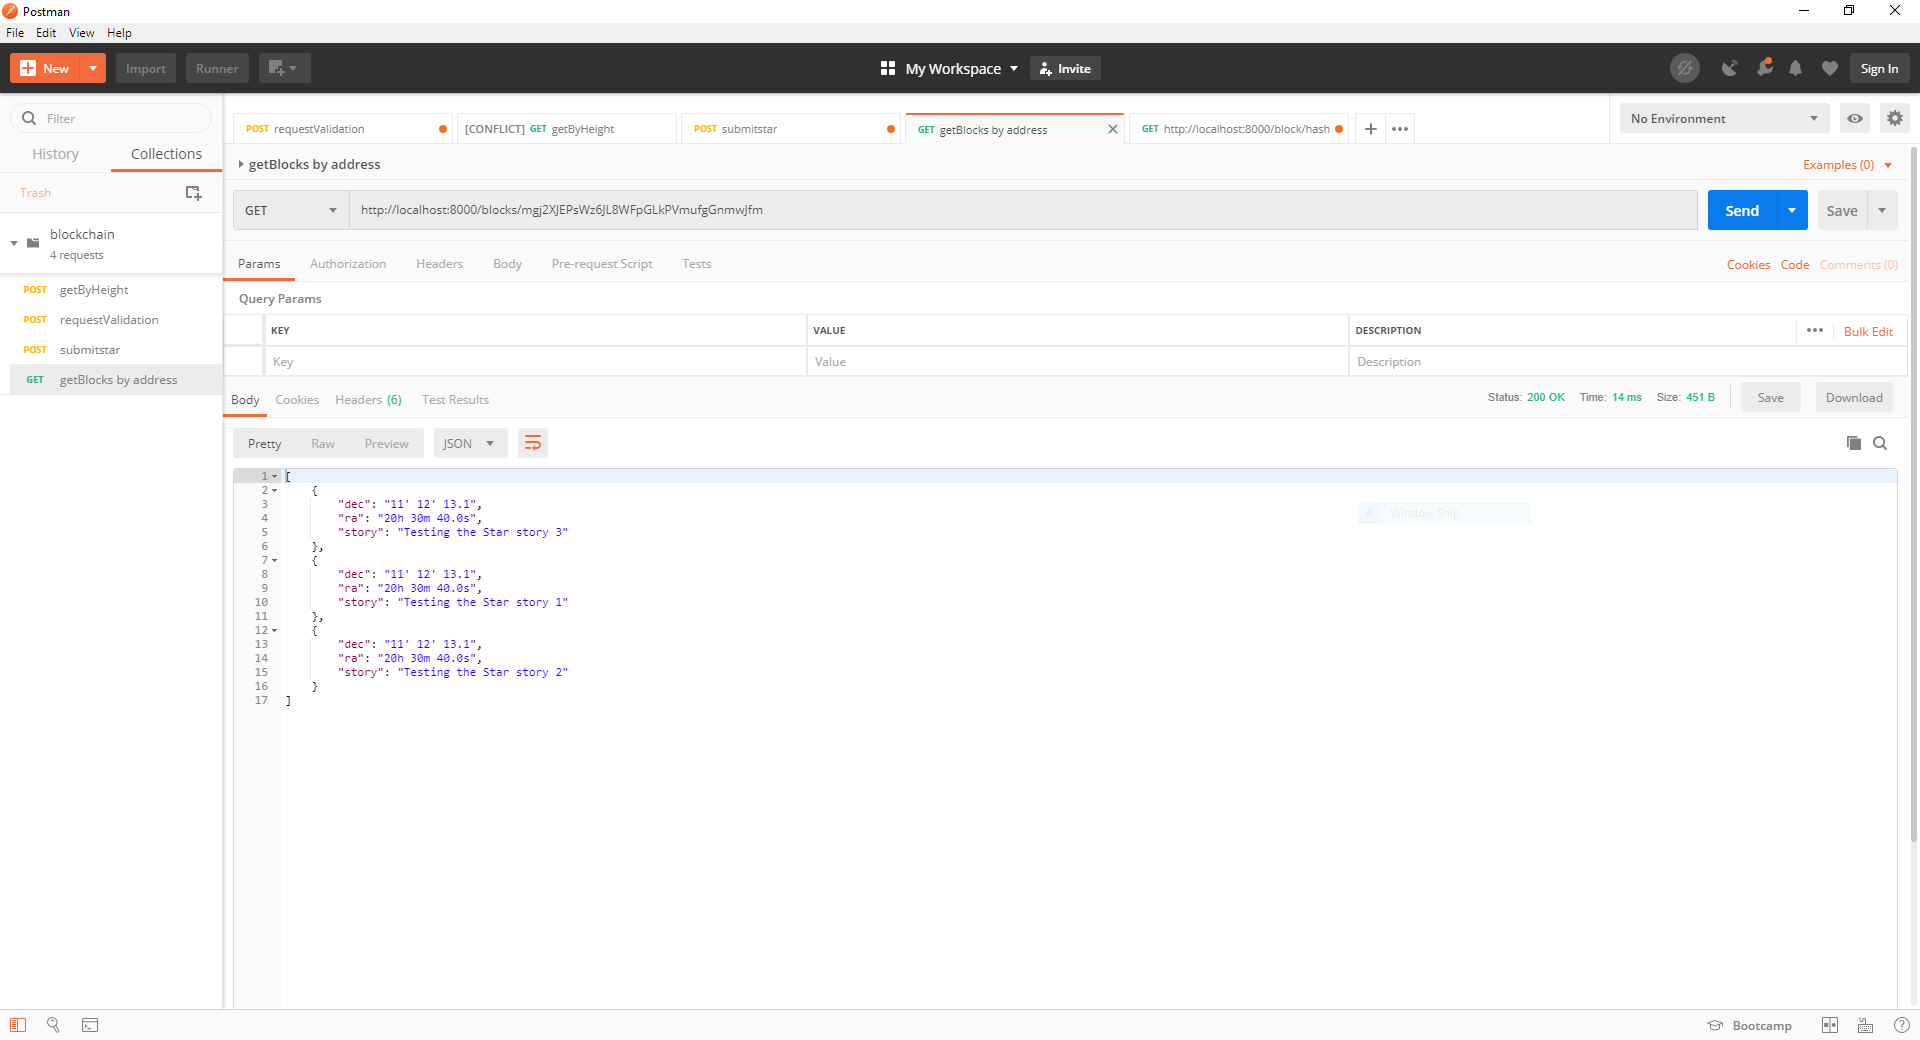 Postman
File Edit View Help
New Import Runner My Workspace Invite Sign In
Filter
History Collections
Trash
blockchain
4 requests
POST getByHeight
POST requestValidation
POST submitstar
GET getBlocks by address
POST requestValidation [CONFLICT] GET getByHeight POST submitstar GET getBlocks by address GET http://localhost:8000/block/hash No Environment
getBlocks by address Examples (0)
GET http://localhost:8000/blocks/mgj2XJEPsWz6JL8WFpGLkPVmufgGnmwJfm Send Save
Params Authorization Headers Body Pre-request Script Tests Cookies Code Comments (0)
Query Params
KEY VALUE DESCRIPTION Bulk Edit
Key Value Description
Body Cookies Headers (6) Test Results Status: 200 OK Time: 14 ms Size: 451 B Save Download
Pretty Raw Preview JSON
1 [
2 {
3 "dec": "11' 12' 13.1",
4 "ra": "20h 30m 40.0s",
5 "story": "Testing the Star story 3"
6 },
7 {
8 "dec": "11' 12' 13.1",
9 "ra": "20h 30m 40.0s",
10 "story": "Testing the Star story 1"
11 },
12 {
13 "dec": "11' 12' 13.1",
14 "ra": "20h 30m 40.0s",
15 "story": "Testing the Star story 2"
16 }
17 ]
Window Snip
Bootcamp